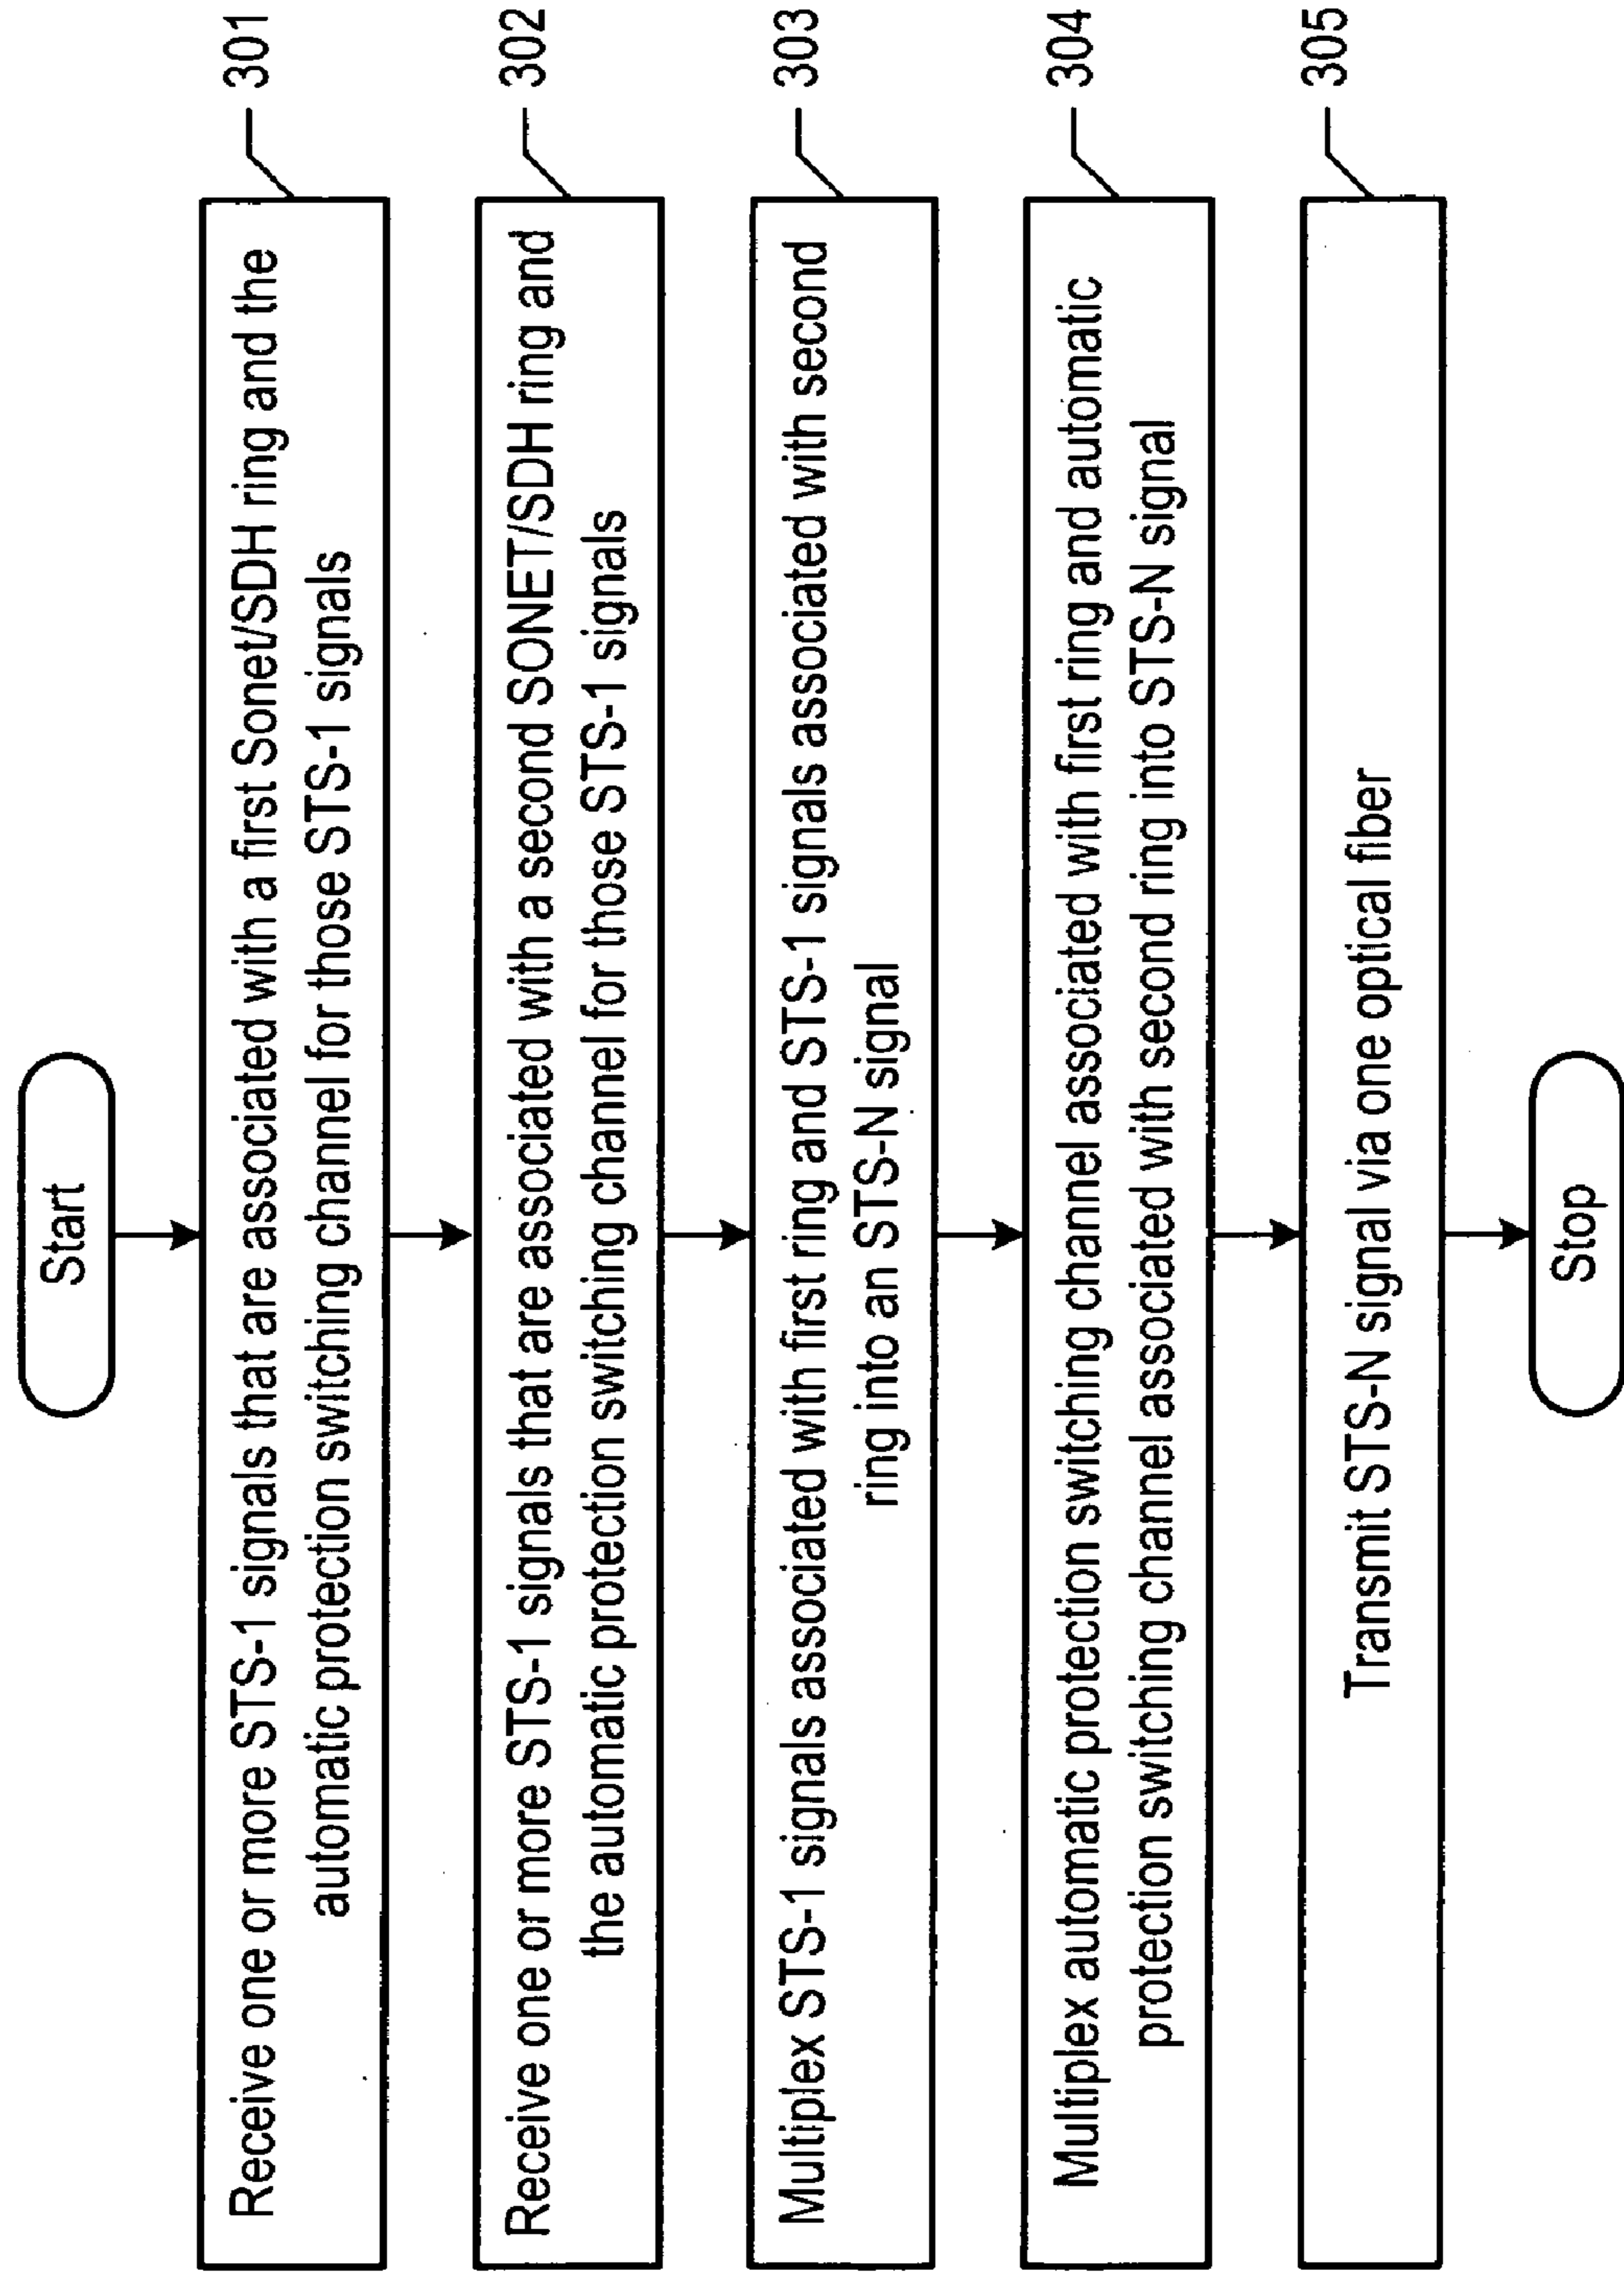 Start
Receive one or more STS-1 signals that are associated with a first Sonet/SDH ring and the
automatic protection switching channel for those STS-1 signals
301
Receive one or more STS-1 signals that are associated with a second SONET/SDH ring and
the automatic protection switching channel for those STS-1 signals
302
Multiplex STS-1 signals associated with first ring and STS-1 signals associated with second
ring into an STS-N signal
303
Multiplex automatic protection switching channel associated with first ring and automatic
protection switching channel associated with second ring into STS-N signal
304
Transmit STS-N signal via one optical fiber
305
Stop